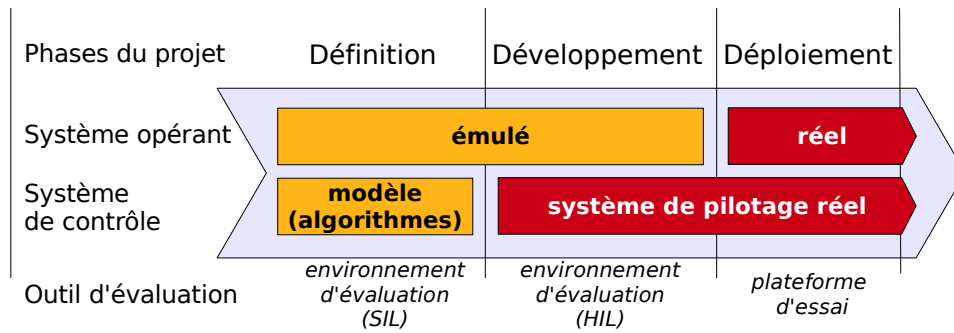 Phases du projet
Définition
Développement
Déploiement
Système opérant
émulé
réel
Système
de contrôle
modèle
(algorithmes)
système de pilotage réel
Outil d'évaluation
environnement
d'évaluation
(SIL)
environnement
d'évaluation
(HIL)
plateforme
d'essai